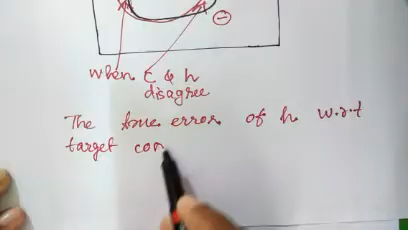 when c & h
disagree
The true error of h w.r.t
target con